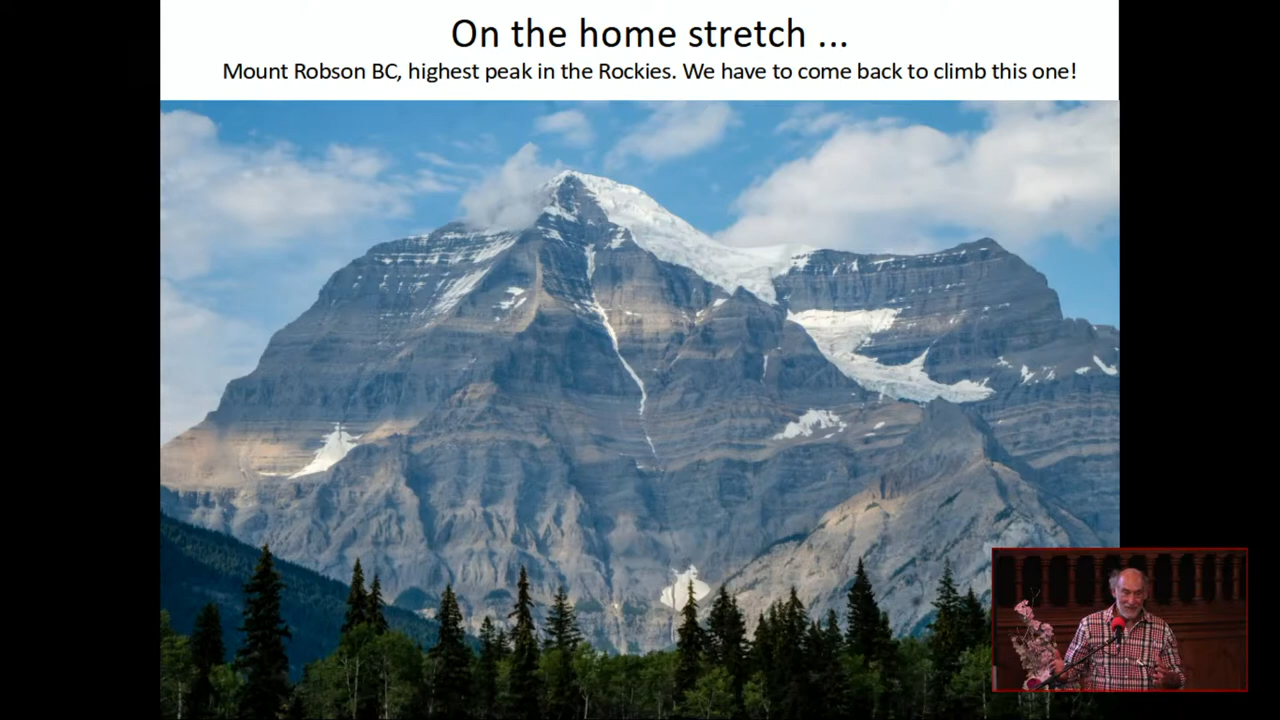 On the home stretch ...
Mount Robson BC, highest peak in the Rockies. We have to come back to climb this one!